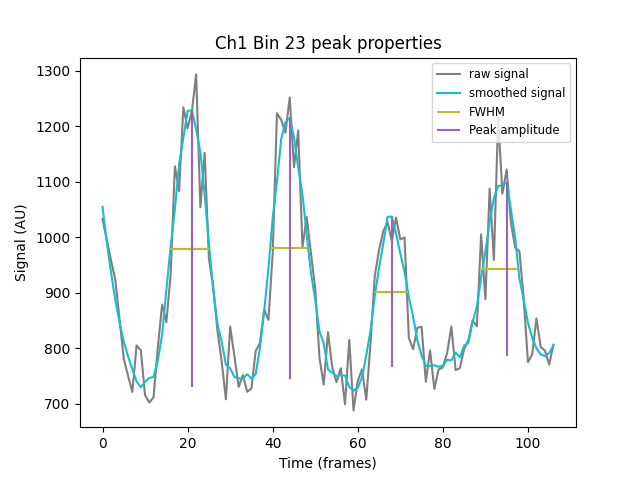 Ch1 Bin 23 peak properties
raw signal
smoothed signal
FWHM
Peak amplitude
Signal (AU)
1300
1200
1100
1000
900
800
700
0 20 40 60 80 100
Time (frames)